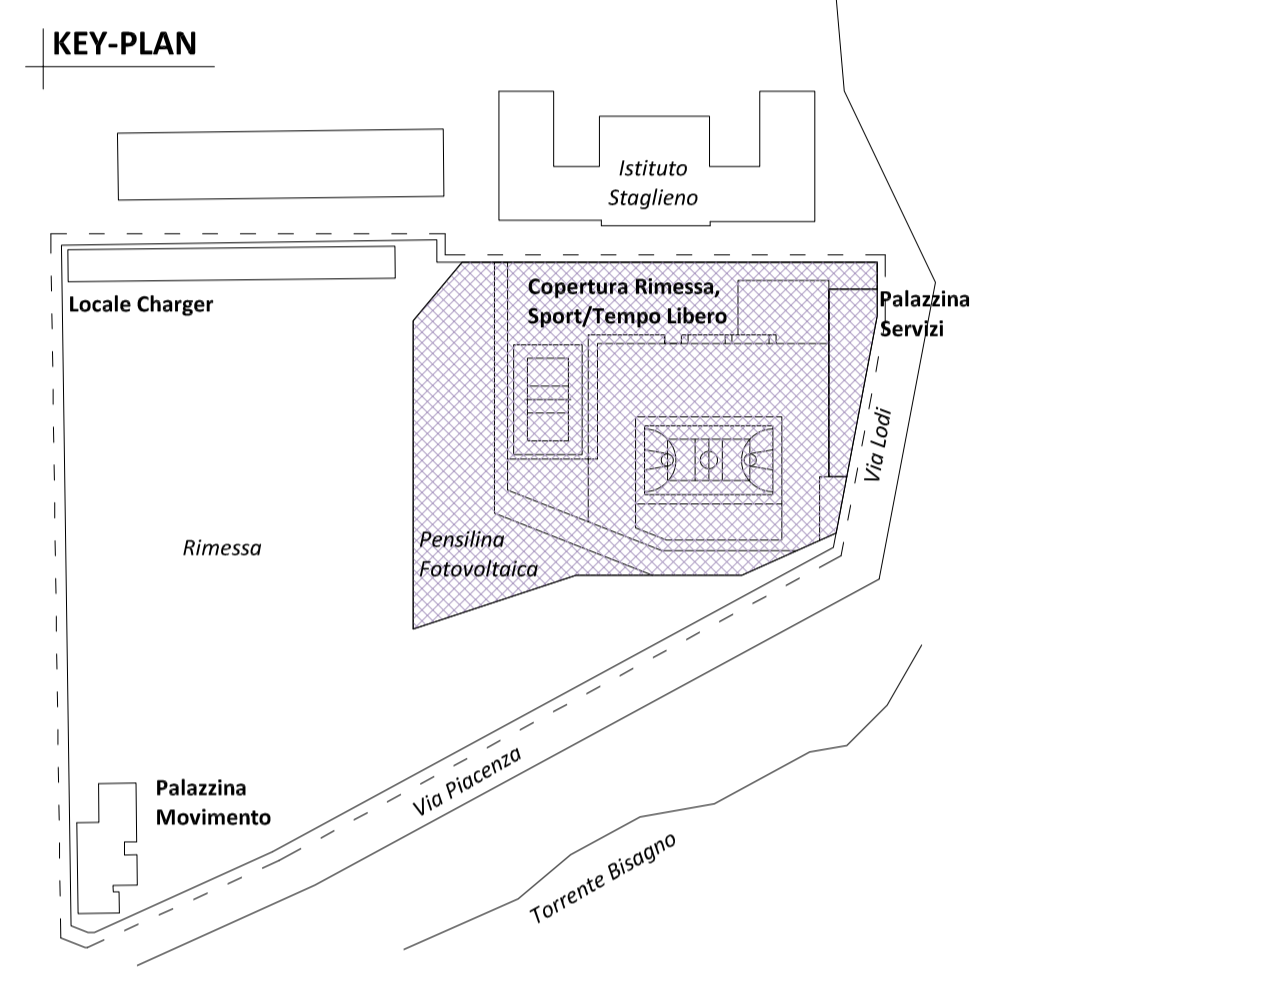 KEY-PLAN
Istituto
Staglieno
Locale Charger
Copertura Rimessa,
Sport/Tempo Libero
Palazzina
Servizi
Via Lodi
Rimessa
Pensilina
Fotovoltaica
Palazzina
Movimento
Via Piacenza
Torrente Bisagno